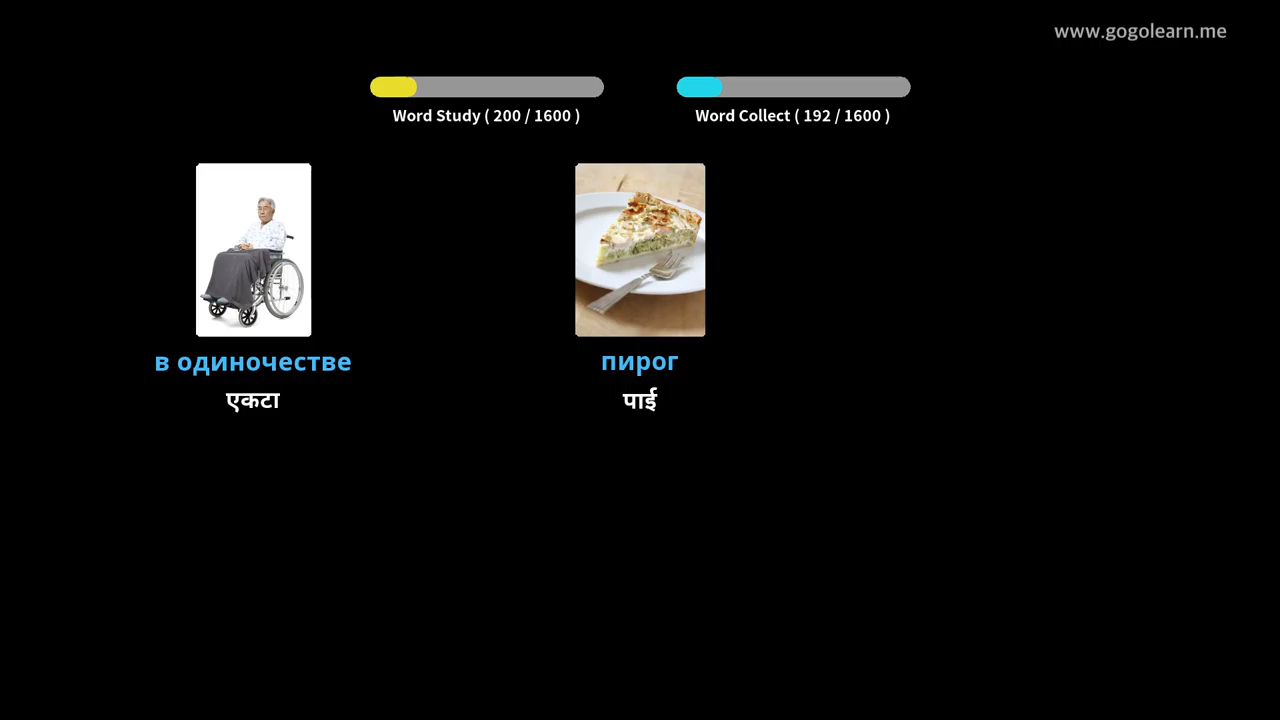 www.gogolearn.me
Word Study ( 200 / 1600 )
Word Collect ( 192 / 1600 )
в одиночестве
пирог
एकटा
पाई